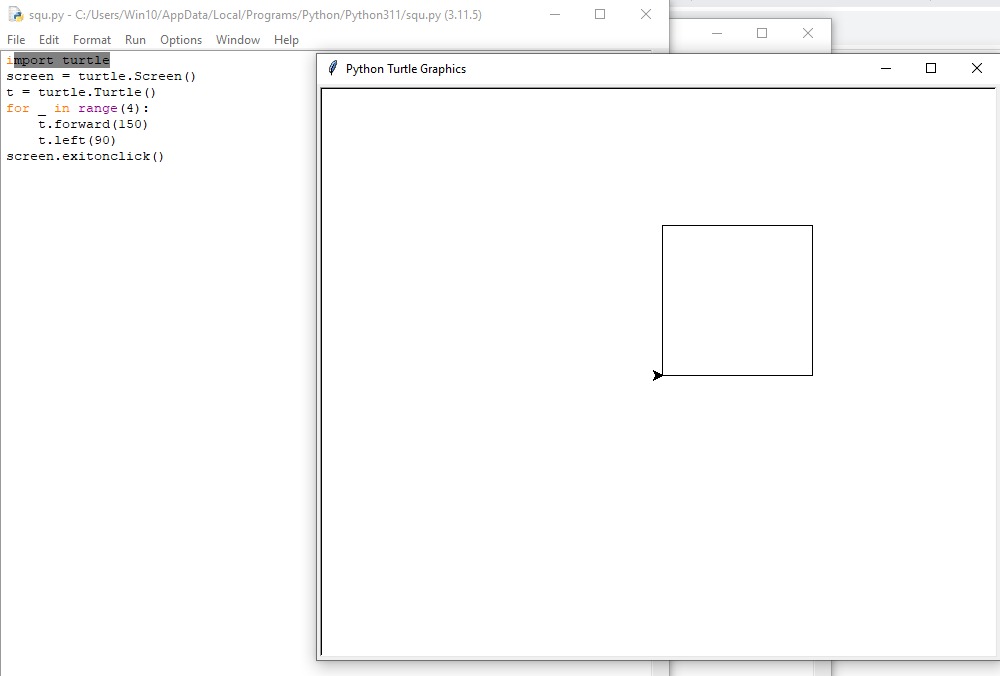 squ.py - C:/Users/Win10/AppData/Local/Programs/Python/Python311/squ.py (3.11.5)
File Edit Format Run Options Window Help
import turtle
screen = turtle.Screen()
t = turtle.Turtle()
for _ in range(4):
    t.forward(150)
    t.left(90)
screen.exitonclick()
Python Turtle Graphics